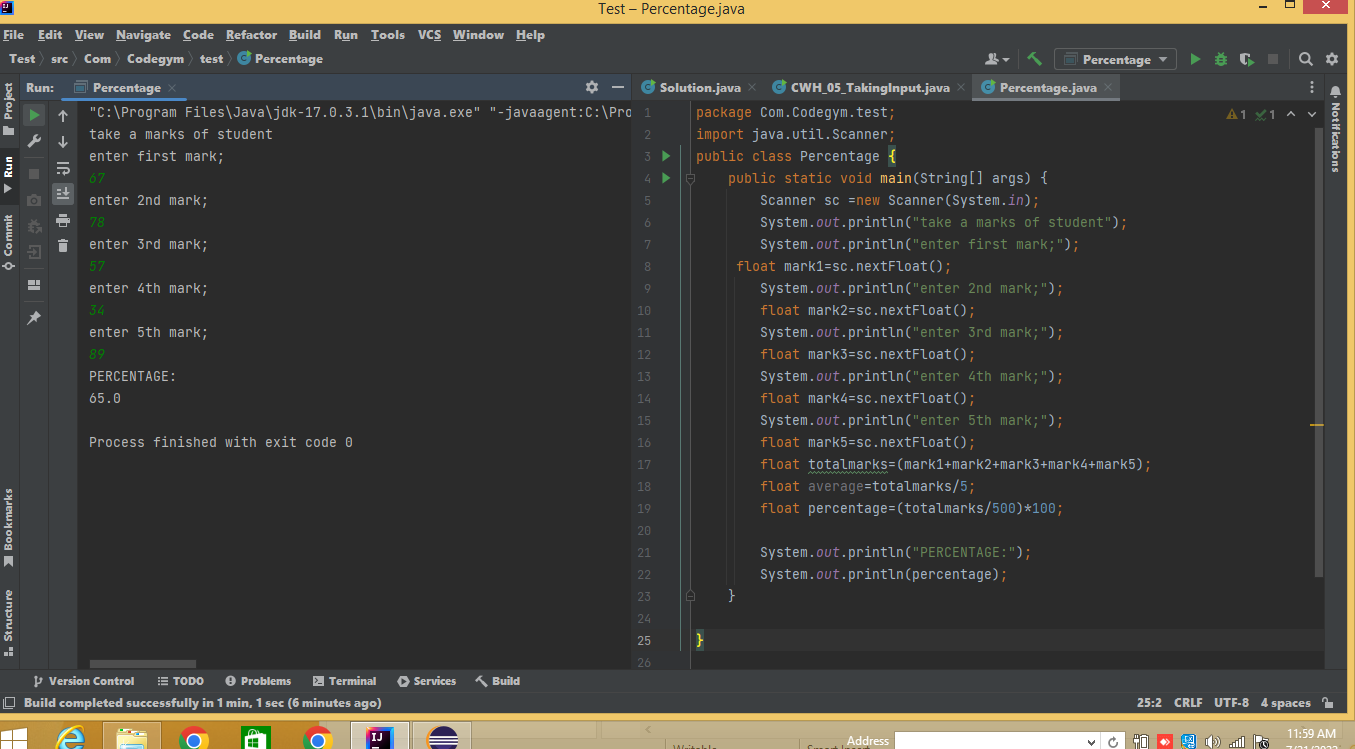 Test – Percentage.java
File Edit View Navigate Code Refactor Build Run Tools VCS Window Help
Test src Com Codegym test Percentage
Percentage
Run: Percentage
Solution.java CWH_05_TakingInput.java Percentage.java
Project
Run
Commit
Bookmarks
Structure
"C:\Program Files\Java\jdk-17.0.3.1\bin\java.exe" "-javaagent:C:\Pro
take a marks of student
enter first mark;
67
enter 2nd mark;
78
enter 3rd mark;
57
enter 4th mark;
34
enter 5th mark;
89
PERCENTAGE:
65.0
Process finished with exit code 0
1 package Com.Codegym.test;
2 import java.util.Scanner;
3 public class Percentage {
4 public static void main(String[] args) {
5 Scanner sc =new Scanner(System.in);
6 System.out.println("take a marks of student");
7 System.out.println("enter first mark;");
8 float mark1=sc.nextFloat();
9 System.out.println("enter 2nd mark;");
10 float mark2=sc.nextFloat();
11 System.out.println("enter 3rd mark;");
12 float mark3=sc.nextFloat();
13 System.out.println("enter 4th mark;");
14 float mark4=sc.nextFloat();
15 System.out.println("enter 5th mark;");
16 float mark5=sc.nextFloat();
17 float totalmarks=(mark1+mark2+mark3+mark4+mark5);
18 float average=totalmarks/5;
19 float percentage=(totalmarks/500)*100;
20
21 System.out.println("PERCENTAGE:");
22 System.out.println(percentage);
23 }
24
25 }
26
1 1
Notifications
Version Control TODO Problems Terminal Services Build
Build completed successfully in 1 min, 1 sec (6 minutes ago)
25:2 CRLF UTF-8 4 spaces
Address
11:59 AM